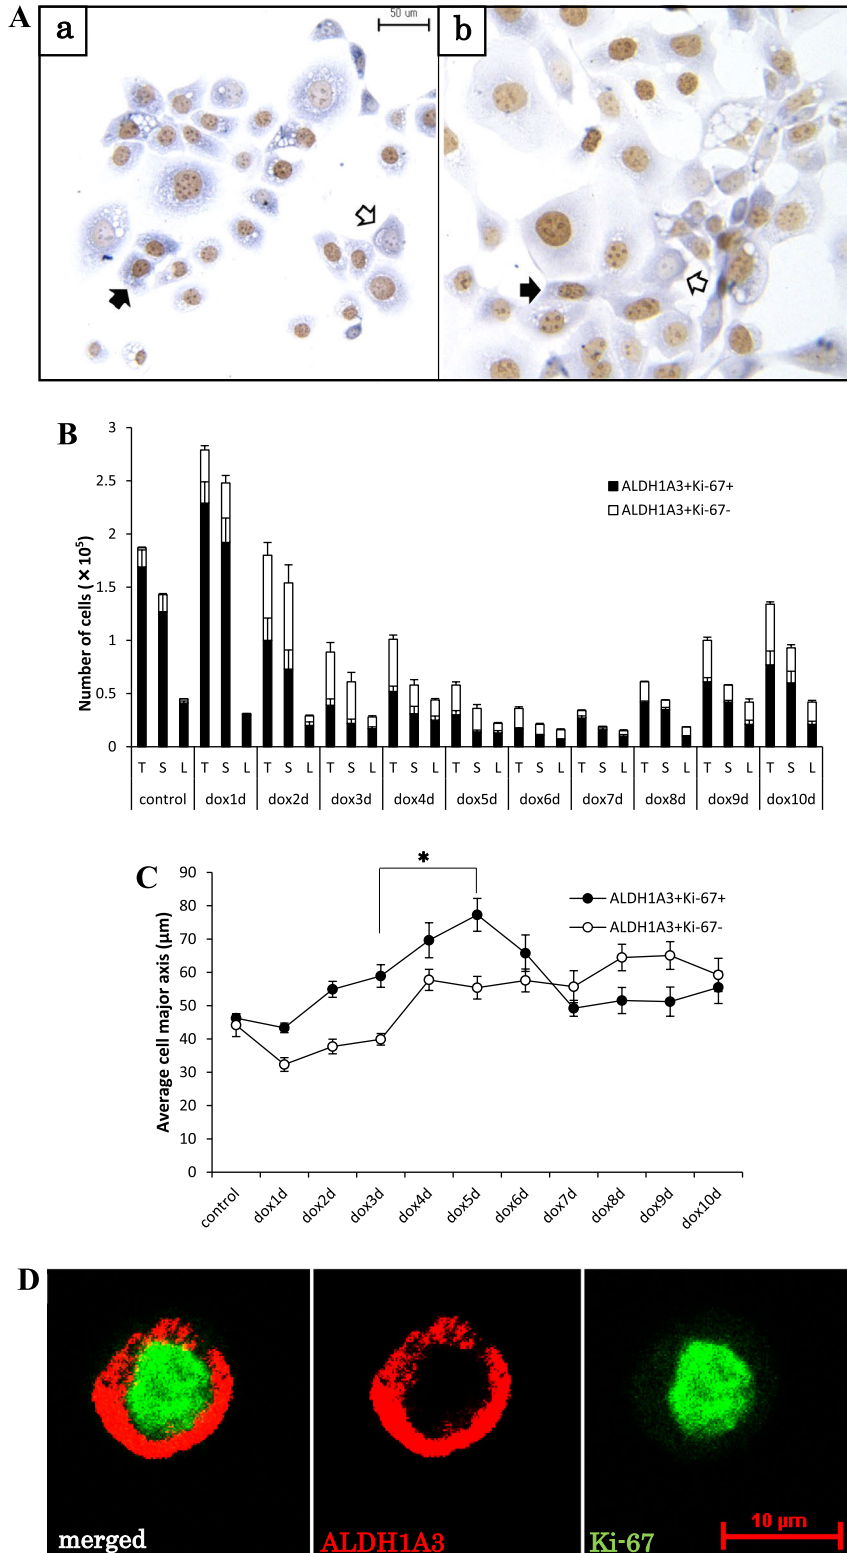 A
a
50 um
b
B
3
2.5
2
1.5
1
0.5
0
Number of cells (×10⁵)
ALDH1A3+Ki-67+
ALDH1A3+Ki-67-
T S L T S L T S L T S L T S L T S L T S L T S L T S L T S L T S L
control dox1d dox2d dox3d dox4d dox5d dox6d dox7d dox8d dox9d dox10d
C
90
80
70
60
50
40
30
20
10
0
Average cell major axis (μm)
*
ALDH1A3+Ki-67+
ALDH1A3+Ki-67-
control dox1d dox2d dox3d dox4d dox5d dox6d dox7d dox8d dox9d dox10d
D
merged
ALDH1A3
Ki-67
10 μm